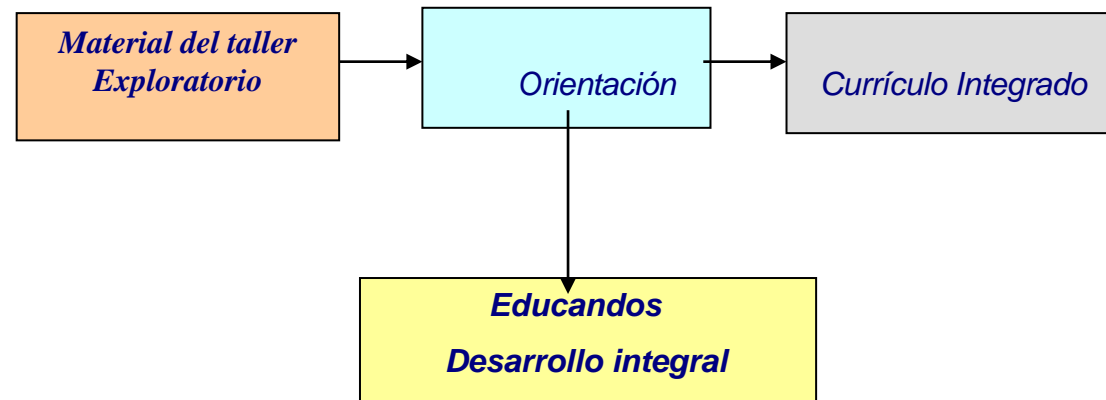 Material del taller
Exploratorio
Orientación
Currículo Integrado
Educandos
Desarrollo integral